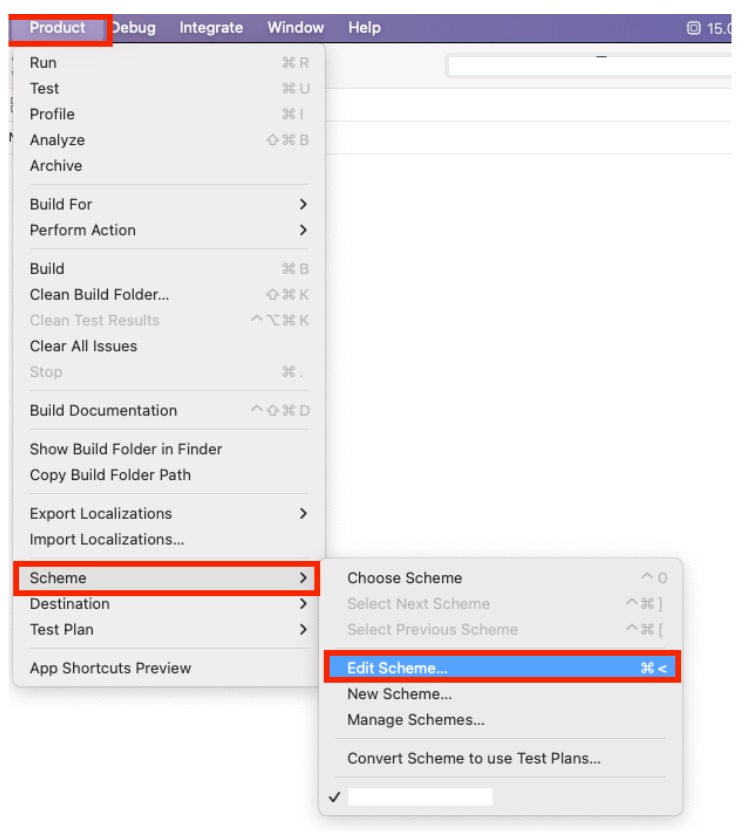 Product Debug Integrate Window Help 15.0
Run ⌘ R
Test ⌘ U
Profile ⌘ I
Analyze ⇧ ⌘ B
Archive
Build For >
Perform Action >
Build ⌘ B
Clean Build Folder... ⇧ ⌘ K
Clean Test Results ^ ⌥ ⌘ K
Clear All Issues
Stop ⌘ .
Build Documentation ^ ⇧ ⌘ D
Show Build Folder in Finder
Copy Build Folder Path
Export Localizations >
Import Localizations...
Scheme >
Destination >
Test Plan >
App Shortcuts Preview
Choose Scheme ^ 0
Select Next Scheme ^ ⌘ ]
Select Previous Scheme ^ ⌘ [
Edit Scheme... ⌘ <
New Scheme...
Manage Schemes...
Convert Scheme to use Test Plans...